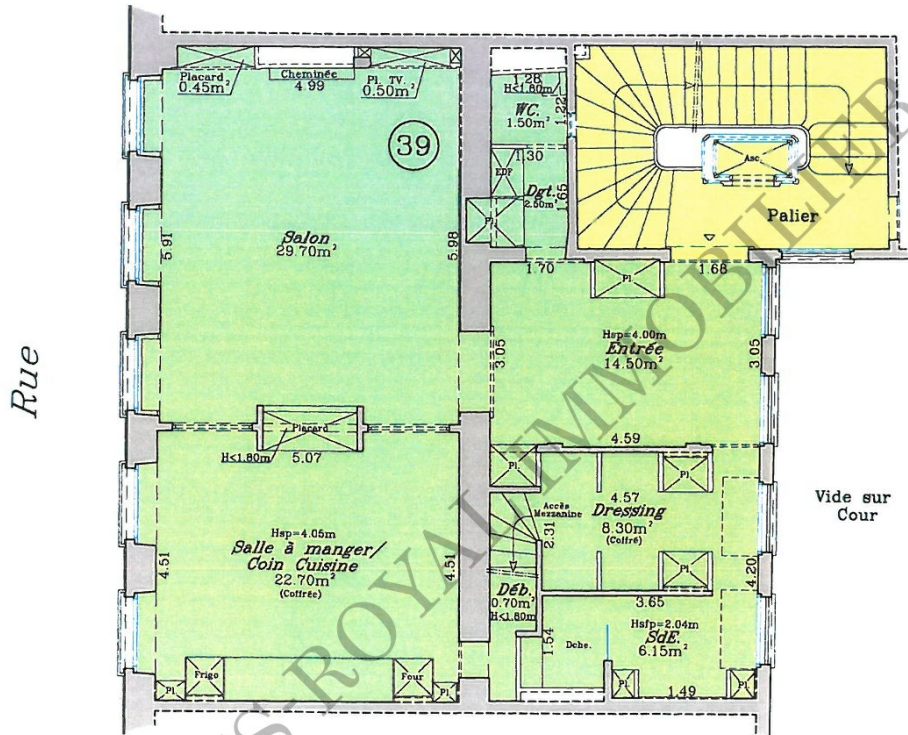 Placard
0.45m²
Cheminée
4.99
Pl. TV.
0.50m²
39
1.28
H<1.80m
WC.
1.50m²
1.22
1.30
EDF
Dgt.
2.50m²
1.65
Pl
Asc.
Palier
5.91
Salon
29.70m²
5.98
1.70
Pl
1.68
Rue
3.05
Hsp=4.00m
Entrée
14.50m²
3.05
Placard
H<1.80m
5.07
4.59
Pl.
Pl
Accès
Mezzanine
4.57
Dressing
8.30m²
(Coffré)
2.31
Vide sur
Cour
Hsp=4.05m
Salle à manger/
Coin Cuisine
22.70m²
(Coffrée)
4.51
4.51
Pl
4.20
Déb.
0.70m²
H<1.80m
3.65
Hsfp=2.04m
SdE.
6.15m²
1.54
Dche.
Pl
Frigo
Four
Pl
Pl
1.49
Pl
S-ROYAL IMMOBILIER